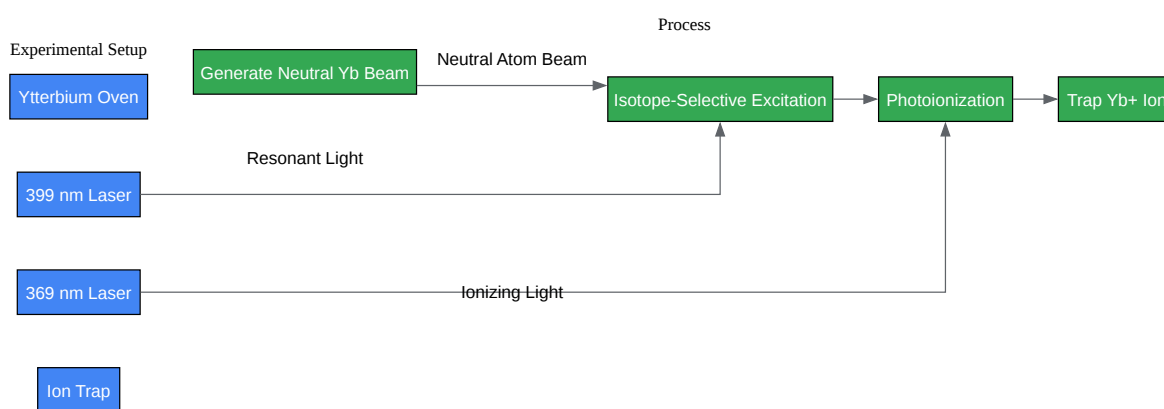 Process
Experimental Setup
Generate Neutral Yb Beam
Neutral Atom Beam
Ytterbium Oven
Isotope-Selective Excitation
Photoionization
Trap Yb+ Ion
Resonant Light
399 nm Laser
369 nm Laser
Ionizing Light
Ion Trap